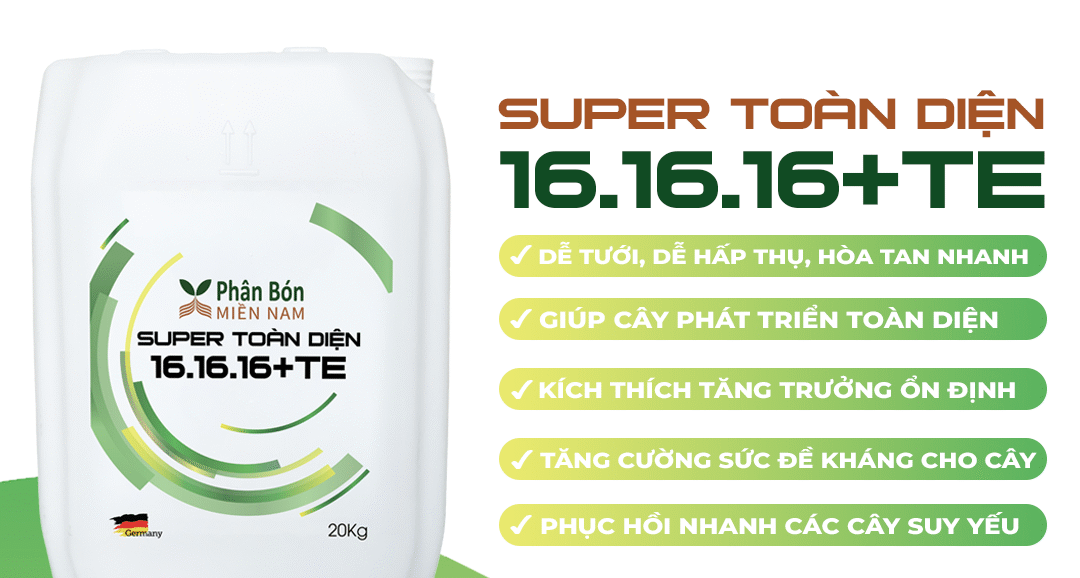 Phân Bón
MIỀN NAM
SUPER TOÀN DIỆN
16.16.16+TE
Germany
20Kg
SUPER TOÀN DIỆN
16.16.16+TE
✓ DỄ TƯỚI, DỄ HẤP THỤ, HÒA TAN NHANH
✓ GIÚP CÂY PHÁT TRIỂN TOÀN DIỆN
✓ KÍCH THÍCH TĂNG TRƯỞNG ỔN ĐỊNH
✓ TĂNG CƯỜNG SỨC ĐỀ KHÁNG CHO CÂY
✓ PHỤC HỒI NHANH CÁC CÂY SUY YẾU